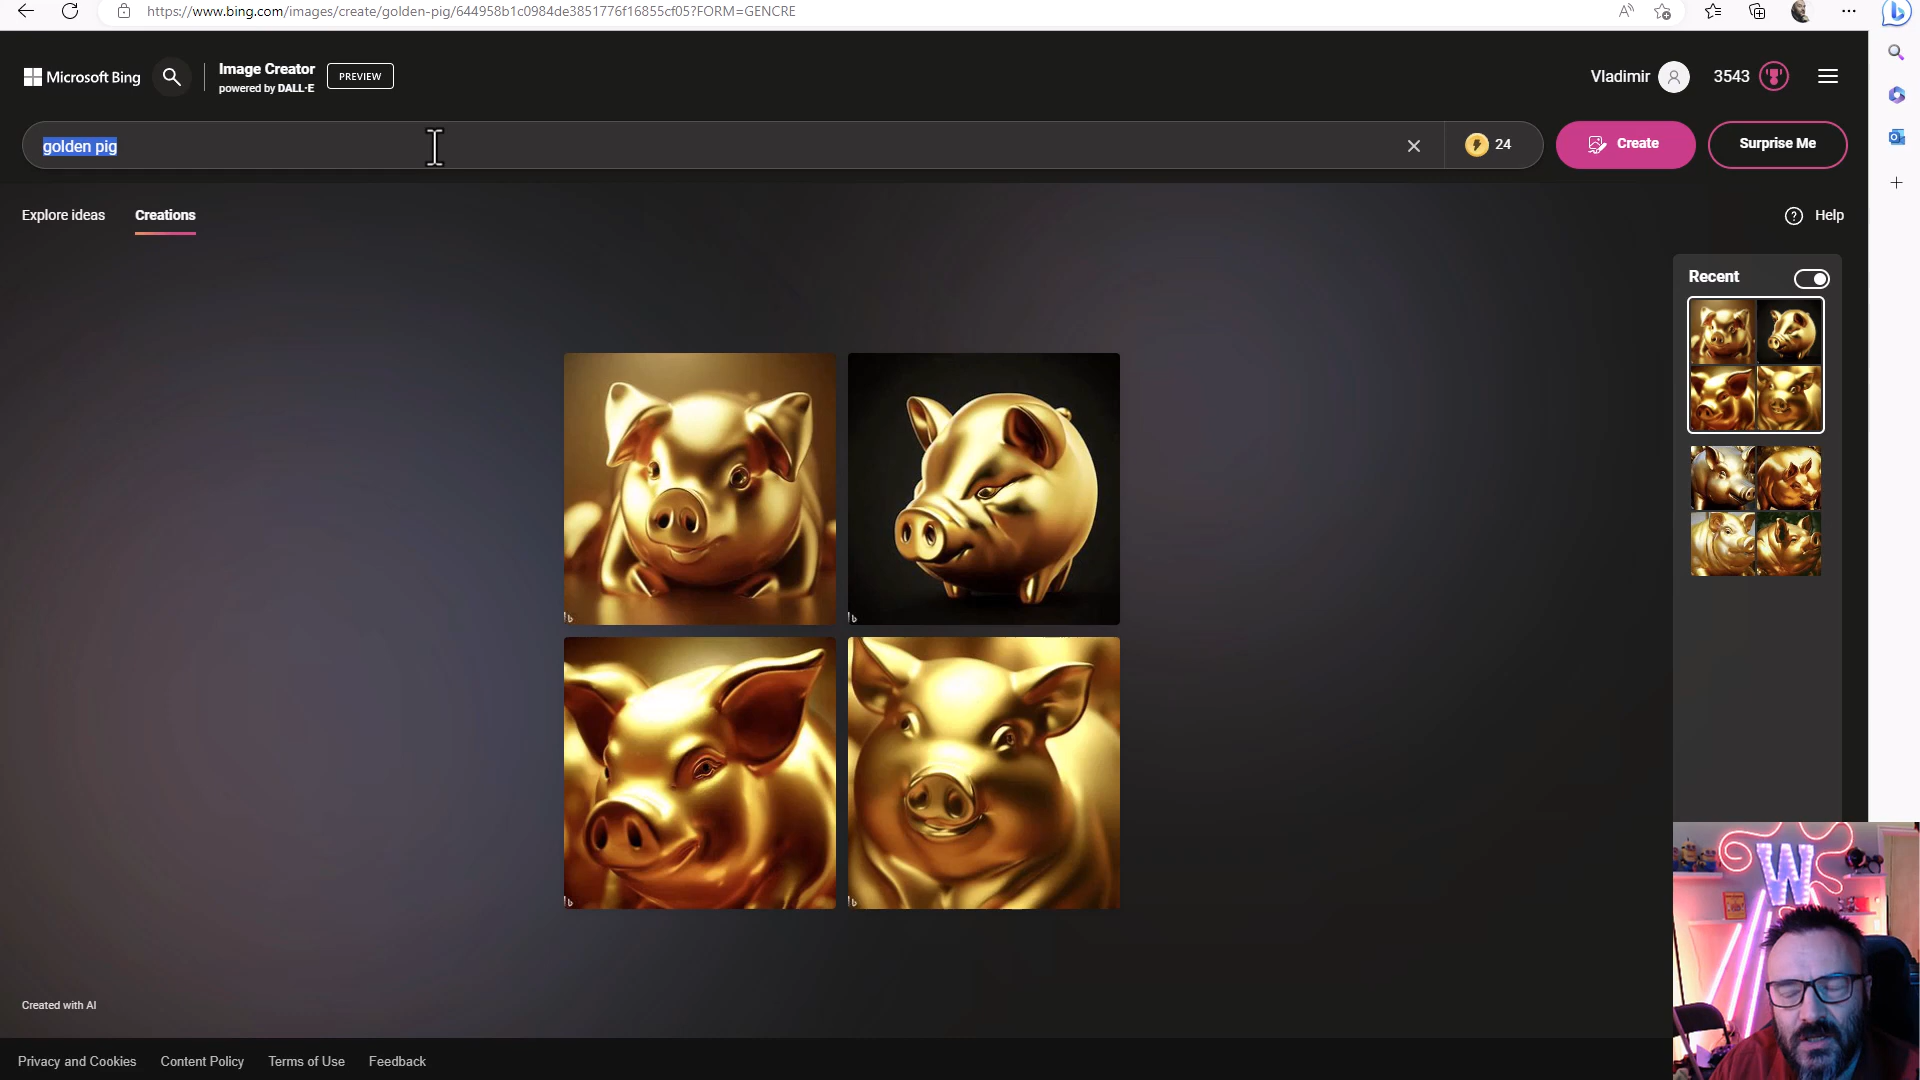 https://www.bing.com/images/create/golden-pig/644958b1c0984de3851776f16855cf05?FORM=GENCRE
Microsoft Bing
Image Creator
powered by DALL·E
PREVIEW
Vladimir
3543
golden pig
24
Create
Surprise Me
Explore ideas
Creations
Help
Recent
W
Created with AI
Privacy and Cookies
Content Policy
Terms of Use
Feedback